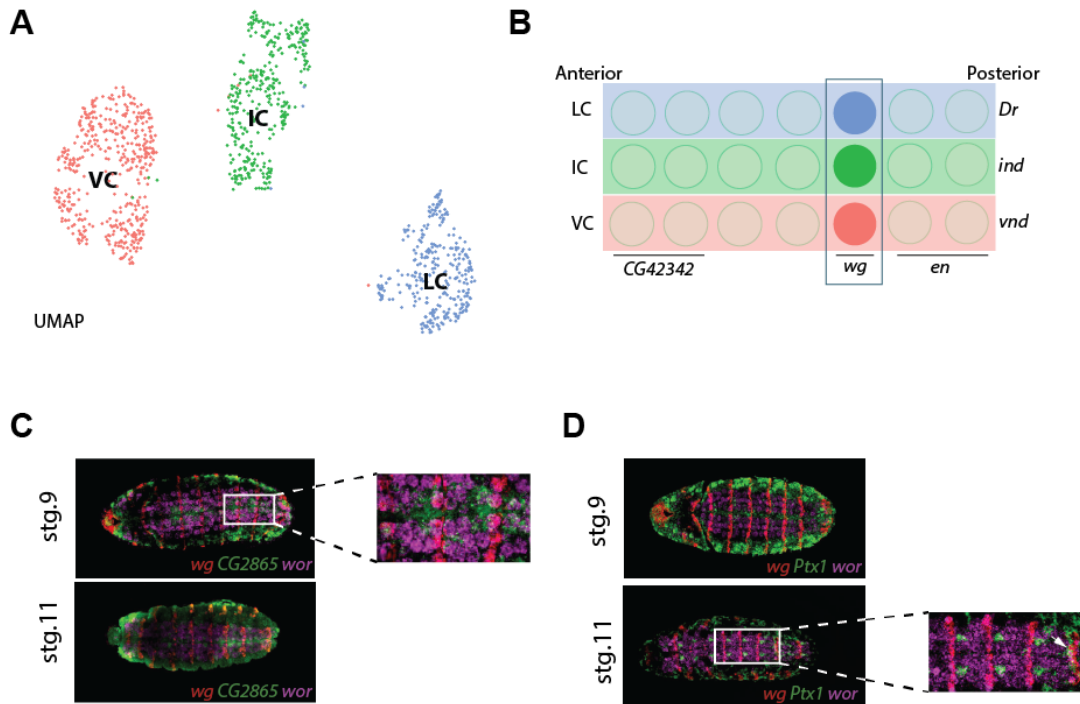 A
VC
IC
LC
UMAP
B
Anterior
Posterior
LC
Dr
IC
ind
VC
vnd
CG42342
wg
en
C
stg.9
wg CG2865 wor
stg.11
wg CG2865 wor
D
stg.9
wg Ptx1 wor
stg.11
wg Ptx1 wor